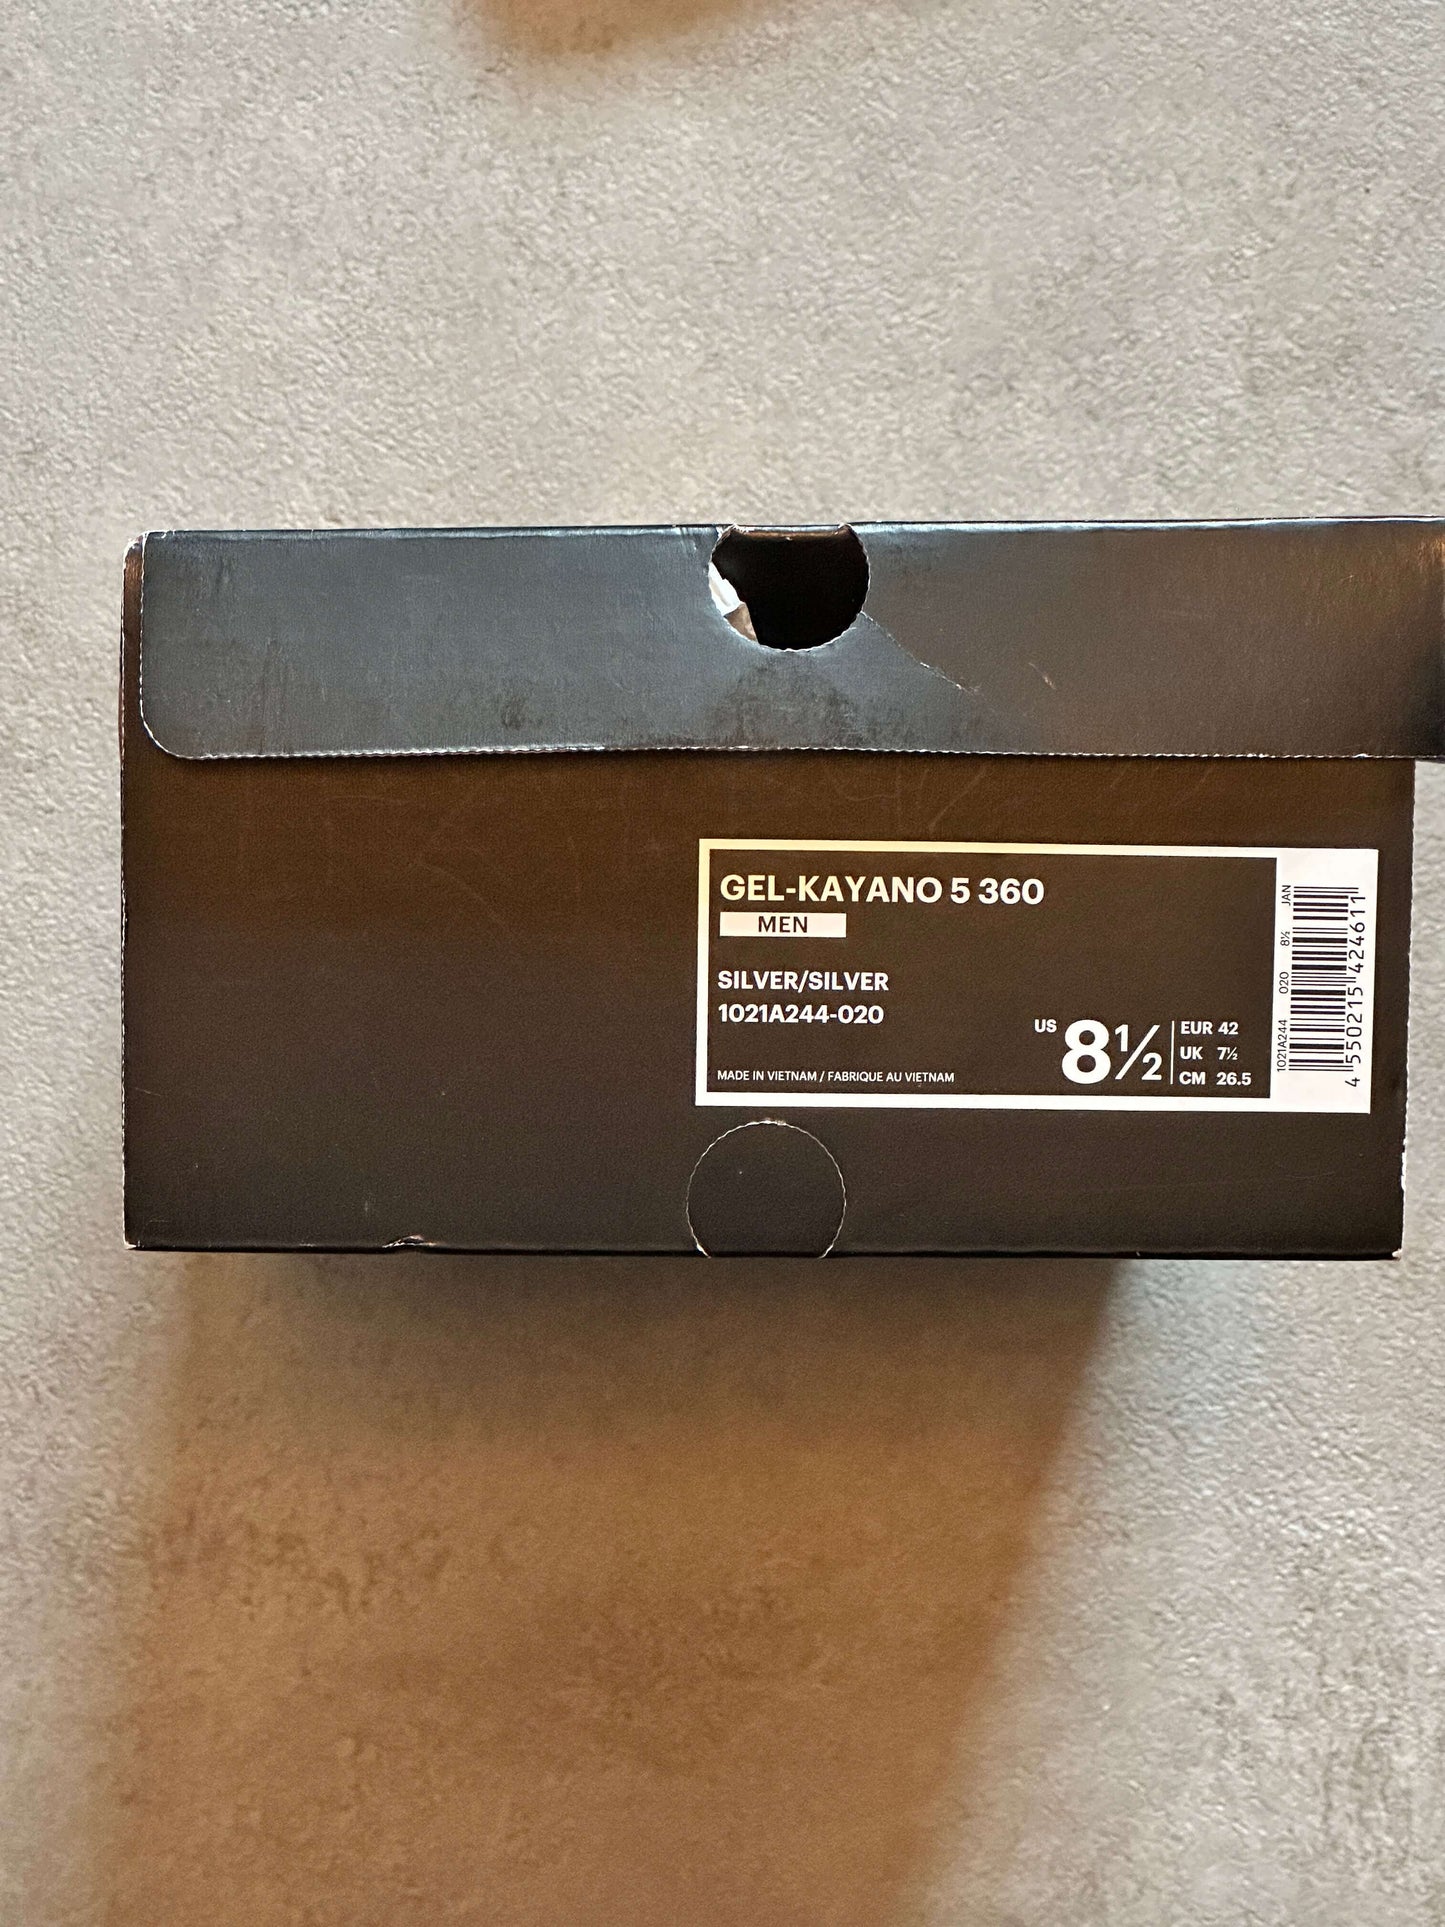 GEL-KAYANO 5 360
MEN
SILVER/SILVER
1021A244-020
MADE IN VIETNAM / FABRIQUE AU VIETNAM
US 8½
EUR 42
UK 7½
CM 26.5
1021A244 020 8½ JAN
4 550215 424611